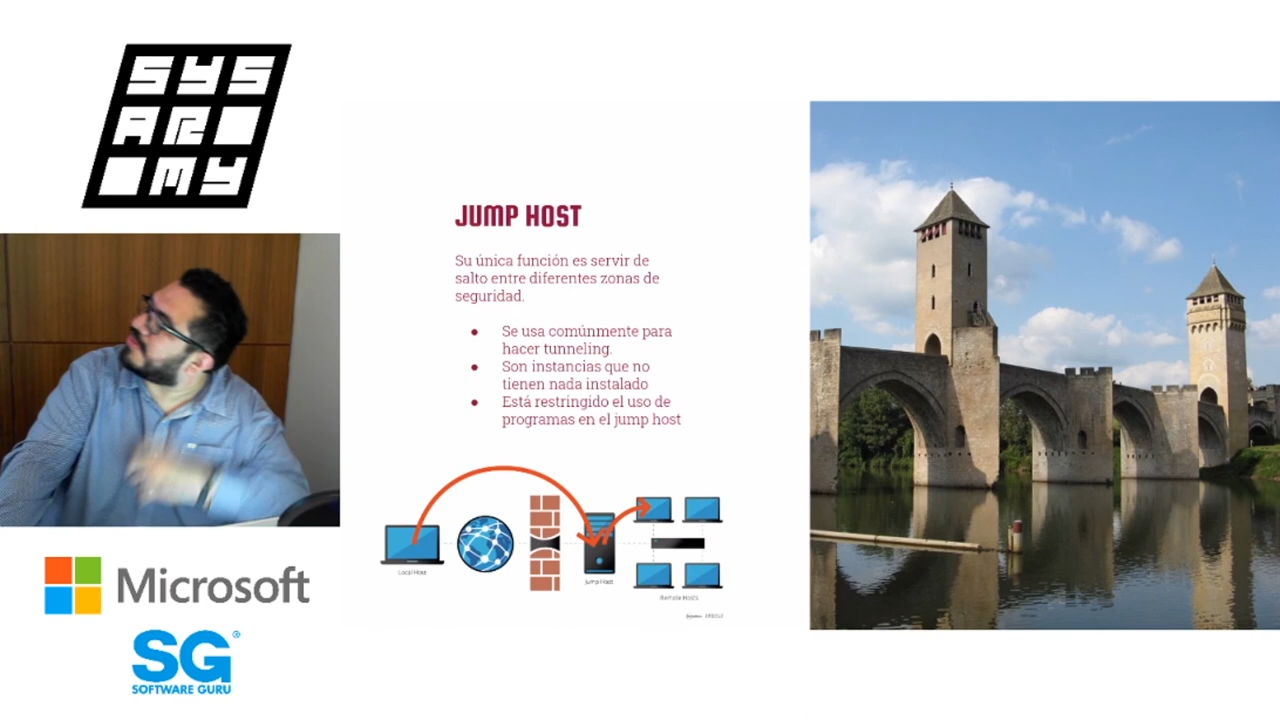 SYS
AR
MY
JUMP HOST
Su única función es servir de
salto entre diferentes zonas de
seguridad.
● Se usa comúnmente para
hacer tunneling.
● Son instancias que no
tienen nada instalado
● Está restringido el uso de
programas en el jump host
Local Host
Jump Host
Remote Hosts
Microsoft
SG®
SOFTWARE GURU